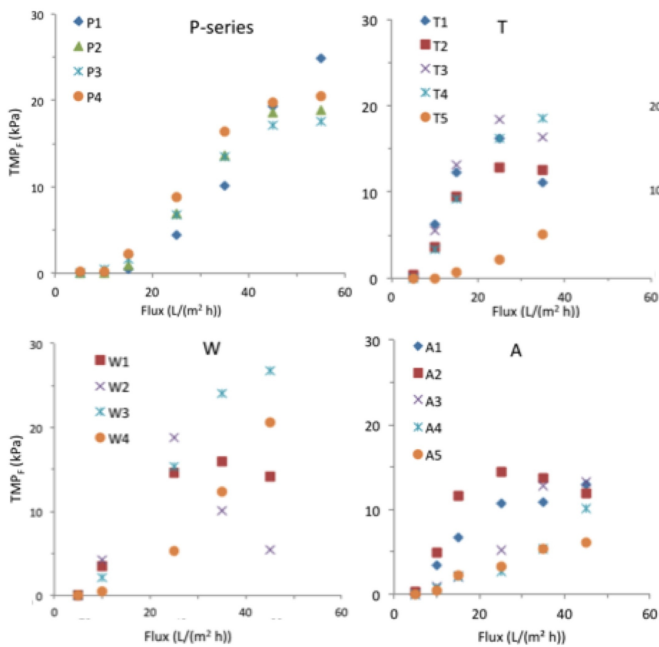 P-series
P1
P2
P3
P4
TMPF (kPa)
30
20
10
0
0 20 40 60
Flux (L/(m² h))
T
T1
T2
T3
T4
T5
30
20
10
0
0 20 40 60
Flux (L/(m² h))
20
10
W
W1
W2
W3
W4
TMPF (kPa)
30
25
20
15
10
5
0
0 20 40 60
Flux (L/(m² h))
A
A1
A2
A3
A4
A5
30
20
10
0
0 20 40 60
Flux (L/(m² h))